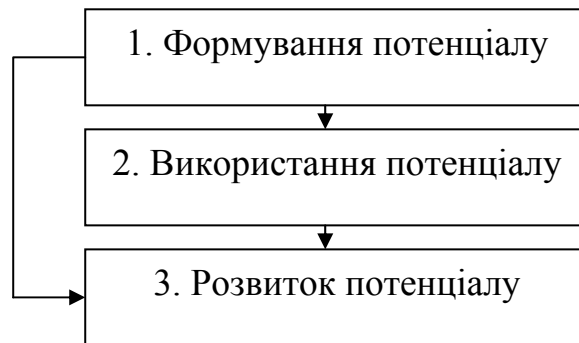 1. Формування потенціалу
2. Використання потенціалу
3. Розвиток потенціалу